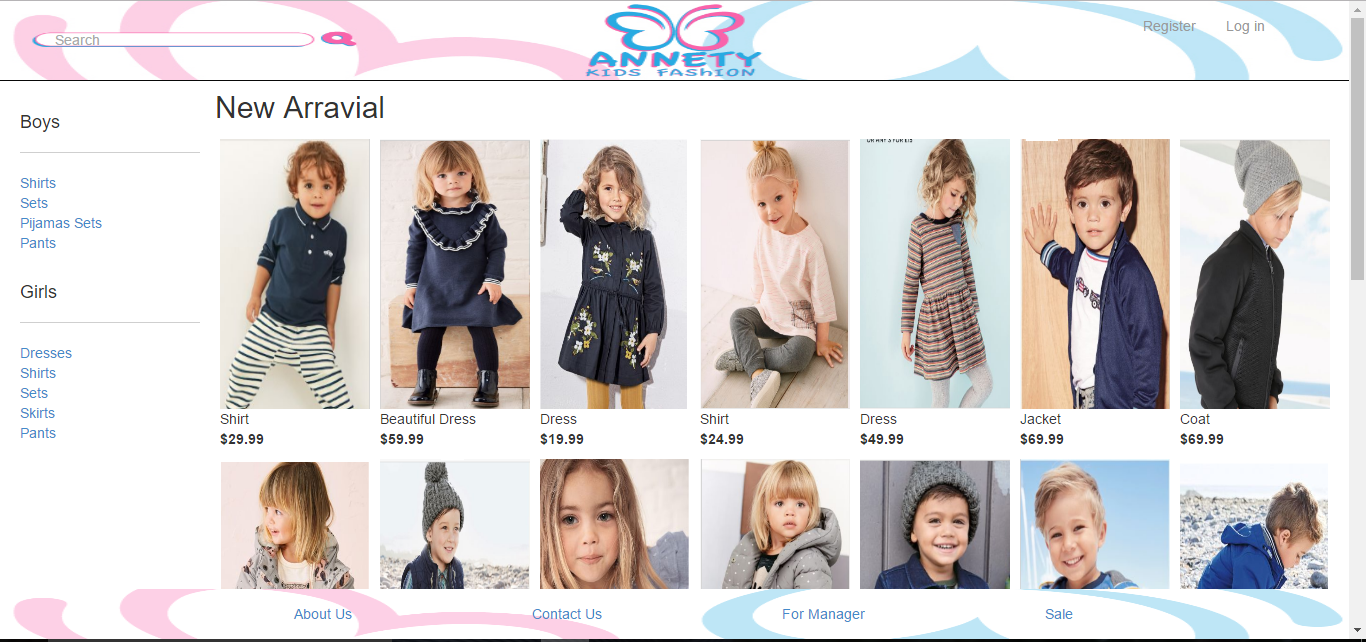 Search
ANNETY
KIDS FASHION
Register Log in
New Arravial
Boys
Shirts
Sets
Pijamas Sets
Pants
Girls
Dresses
Shirts
Sets
Skirts
Pants
Shirt
$29.99
Beautiful Dress
$59.99
Dress
$19.99
Shirt
$24.99
Dress
$49.99
Jacket
$69.99
Coat
$69.99
About Us Contact Us For Manager Sale